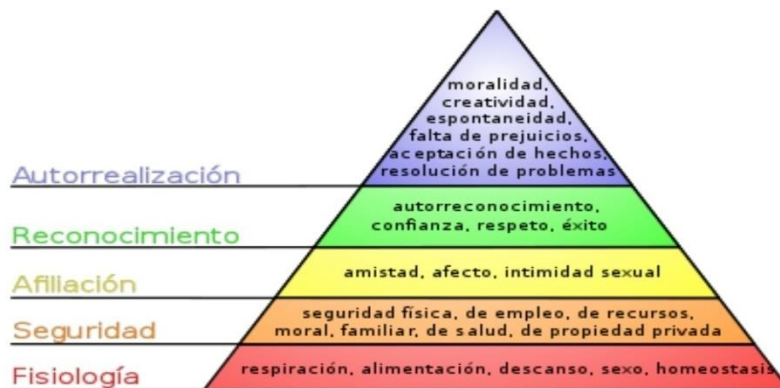 moralidad,
creatividad,
espontaneidad,
falta de prejuicios,
aceptación de hechos,
resolución de problemas
Autorrealización
autorreconocimiento,
confianza, respeto, éxito
Reconocimiento
amistad, afecto, intimidad sexual
Afiliación
seguridad física, de empleo, de recursos,
moral, familiar, de salud, de propiedad privada
Seguridad
respiración, alimentación, descanso, sexo, homeostasis
Fisiología